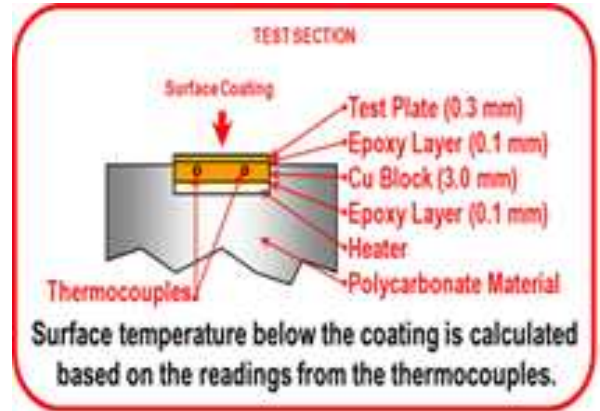 TEST SECTION
Surface Coating
Test Plate (0.3 mm)
Epoxy Layer (0.1 mm)
Cu Block (3.0 mm)
Epoxy Layer (0.1 mm)
Heater
Polycarbonate Material
Thermocouples
Surface temperature below the coating is calculated
based on the readings from the thermocouples.